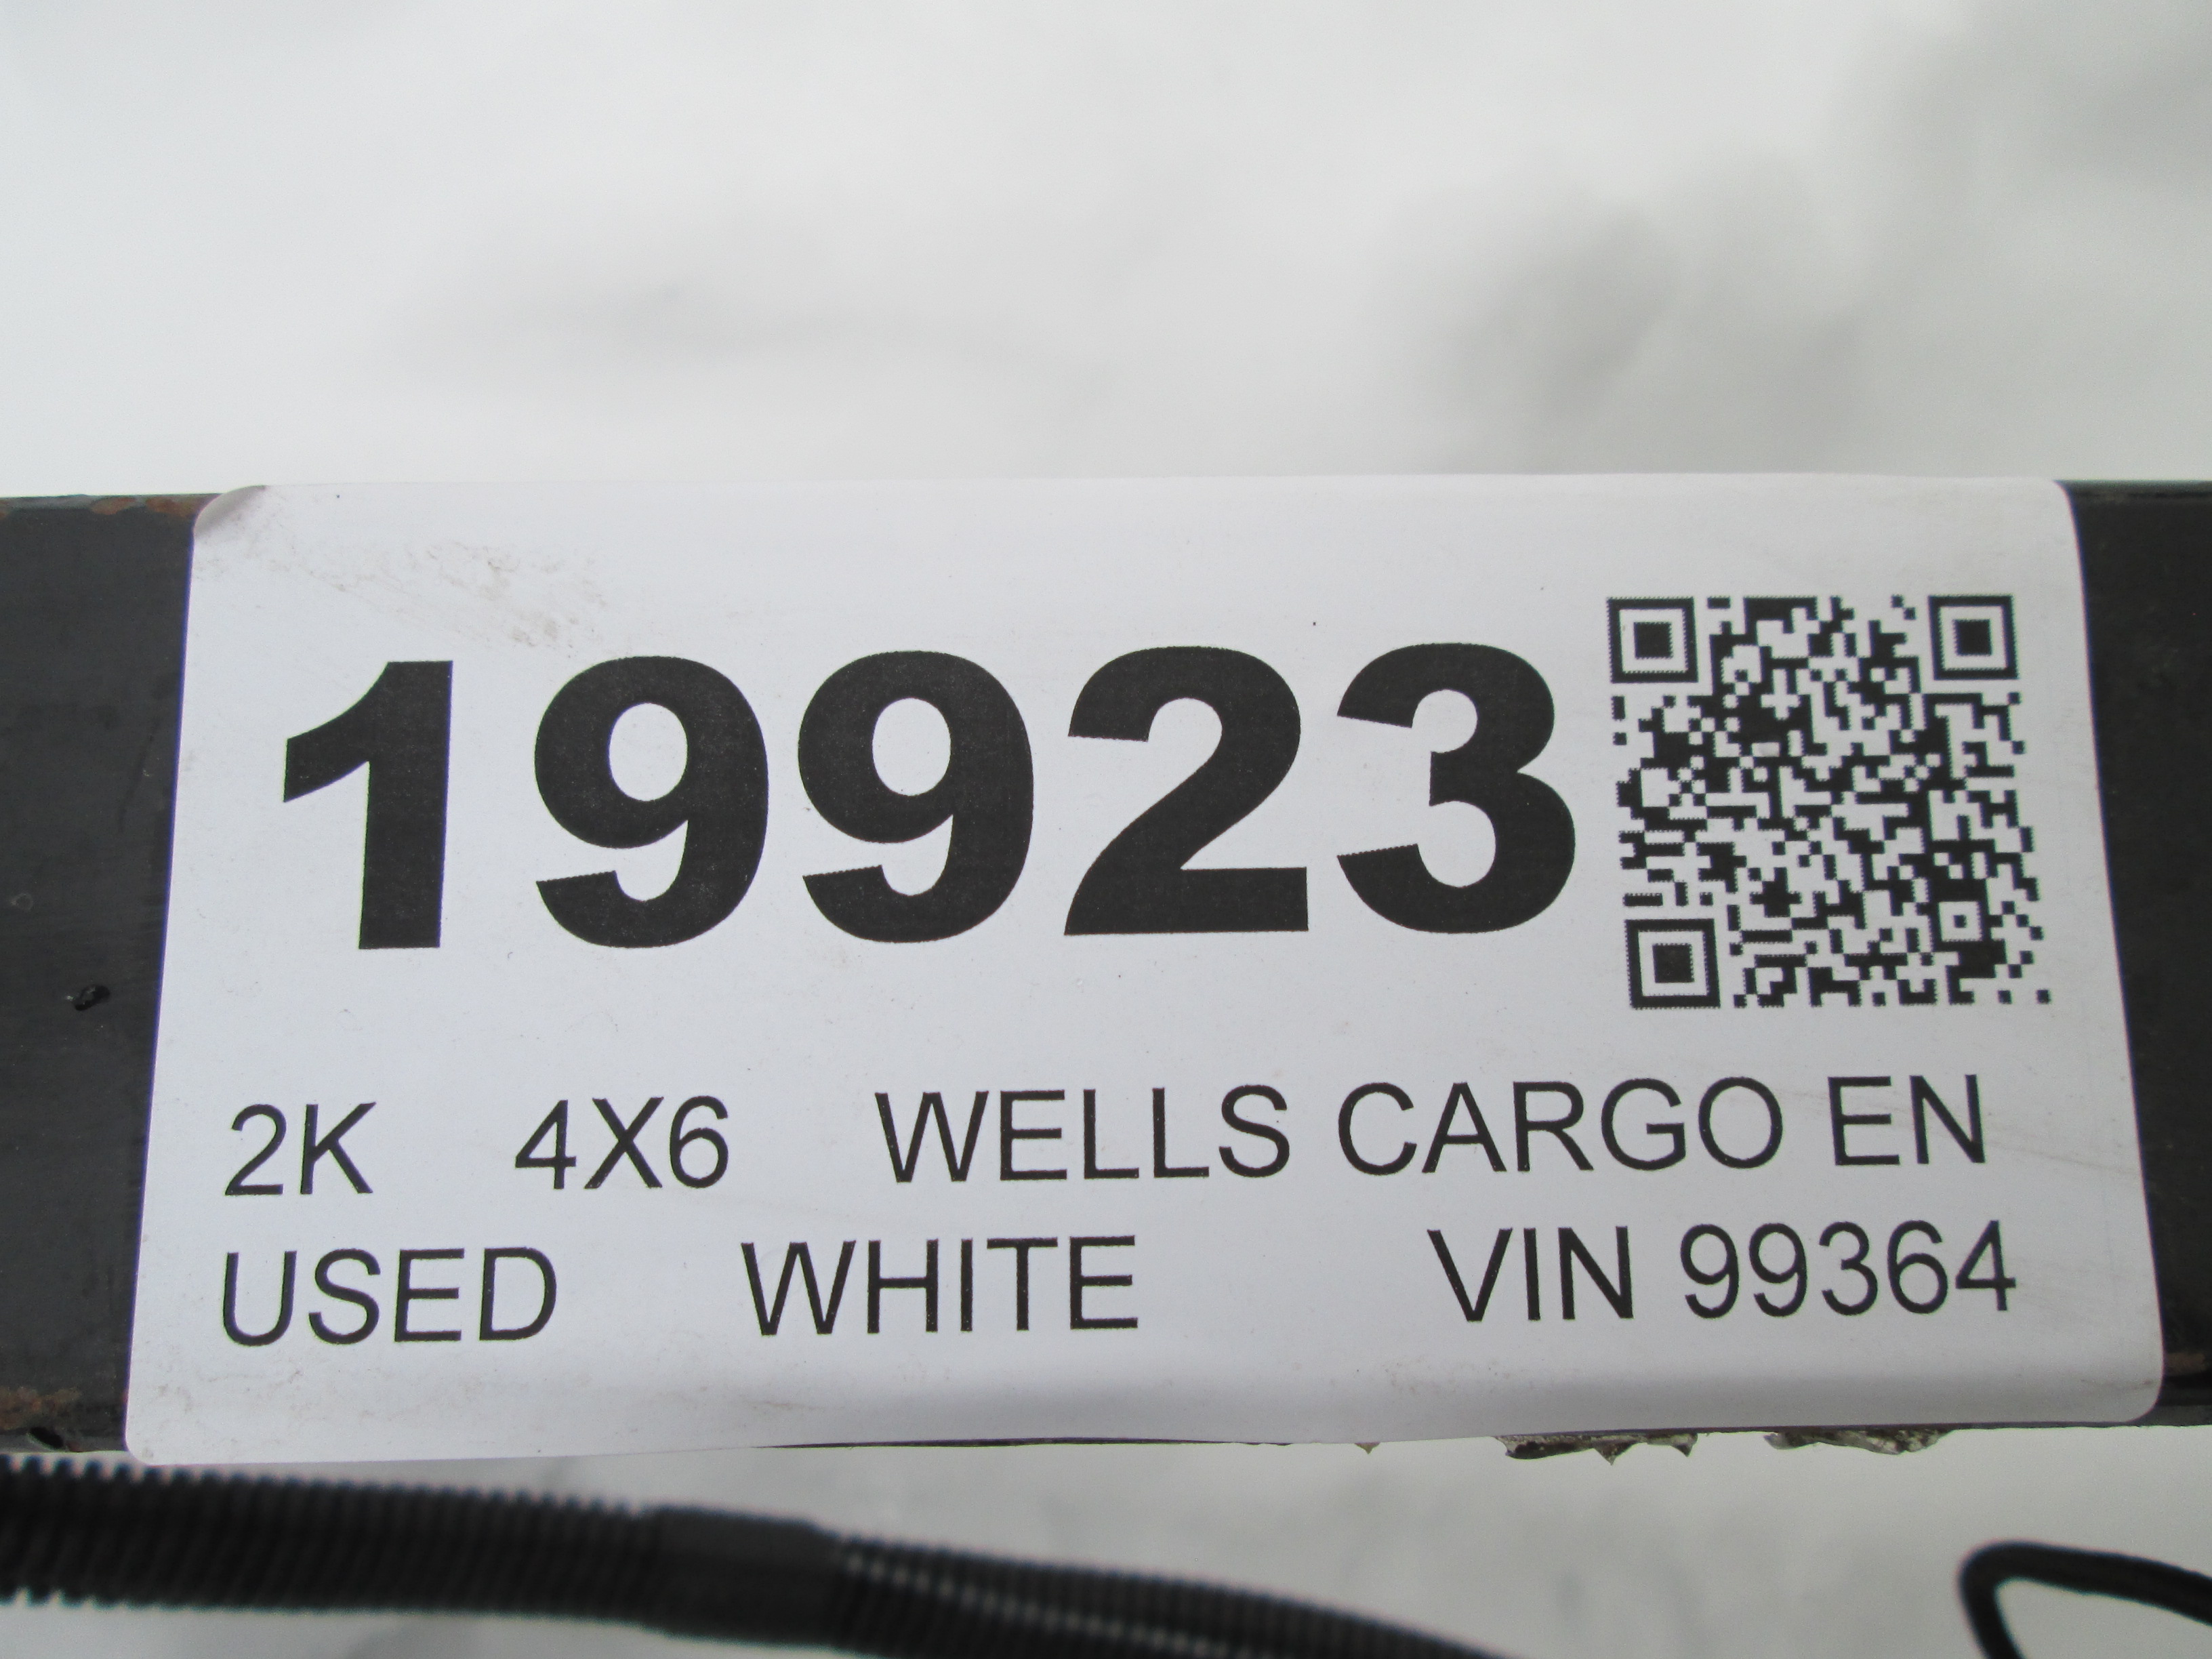 19923
2K 4X6 WELLS CARGO EN
USED WHITE VIN 99364